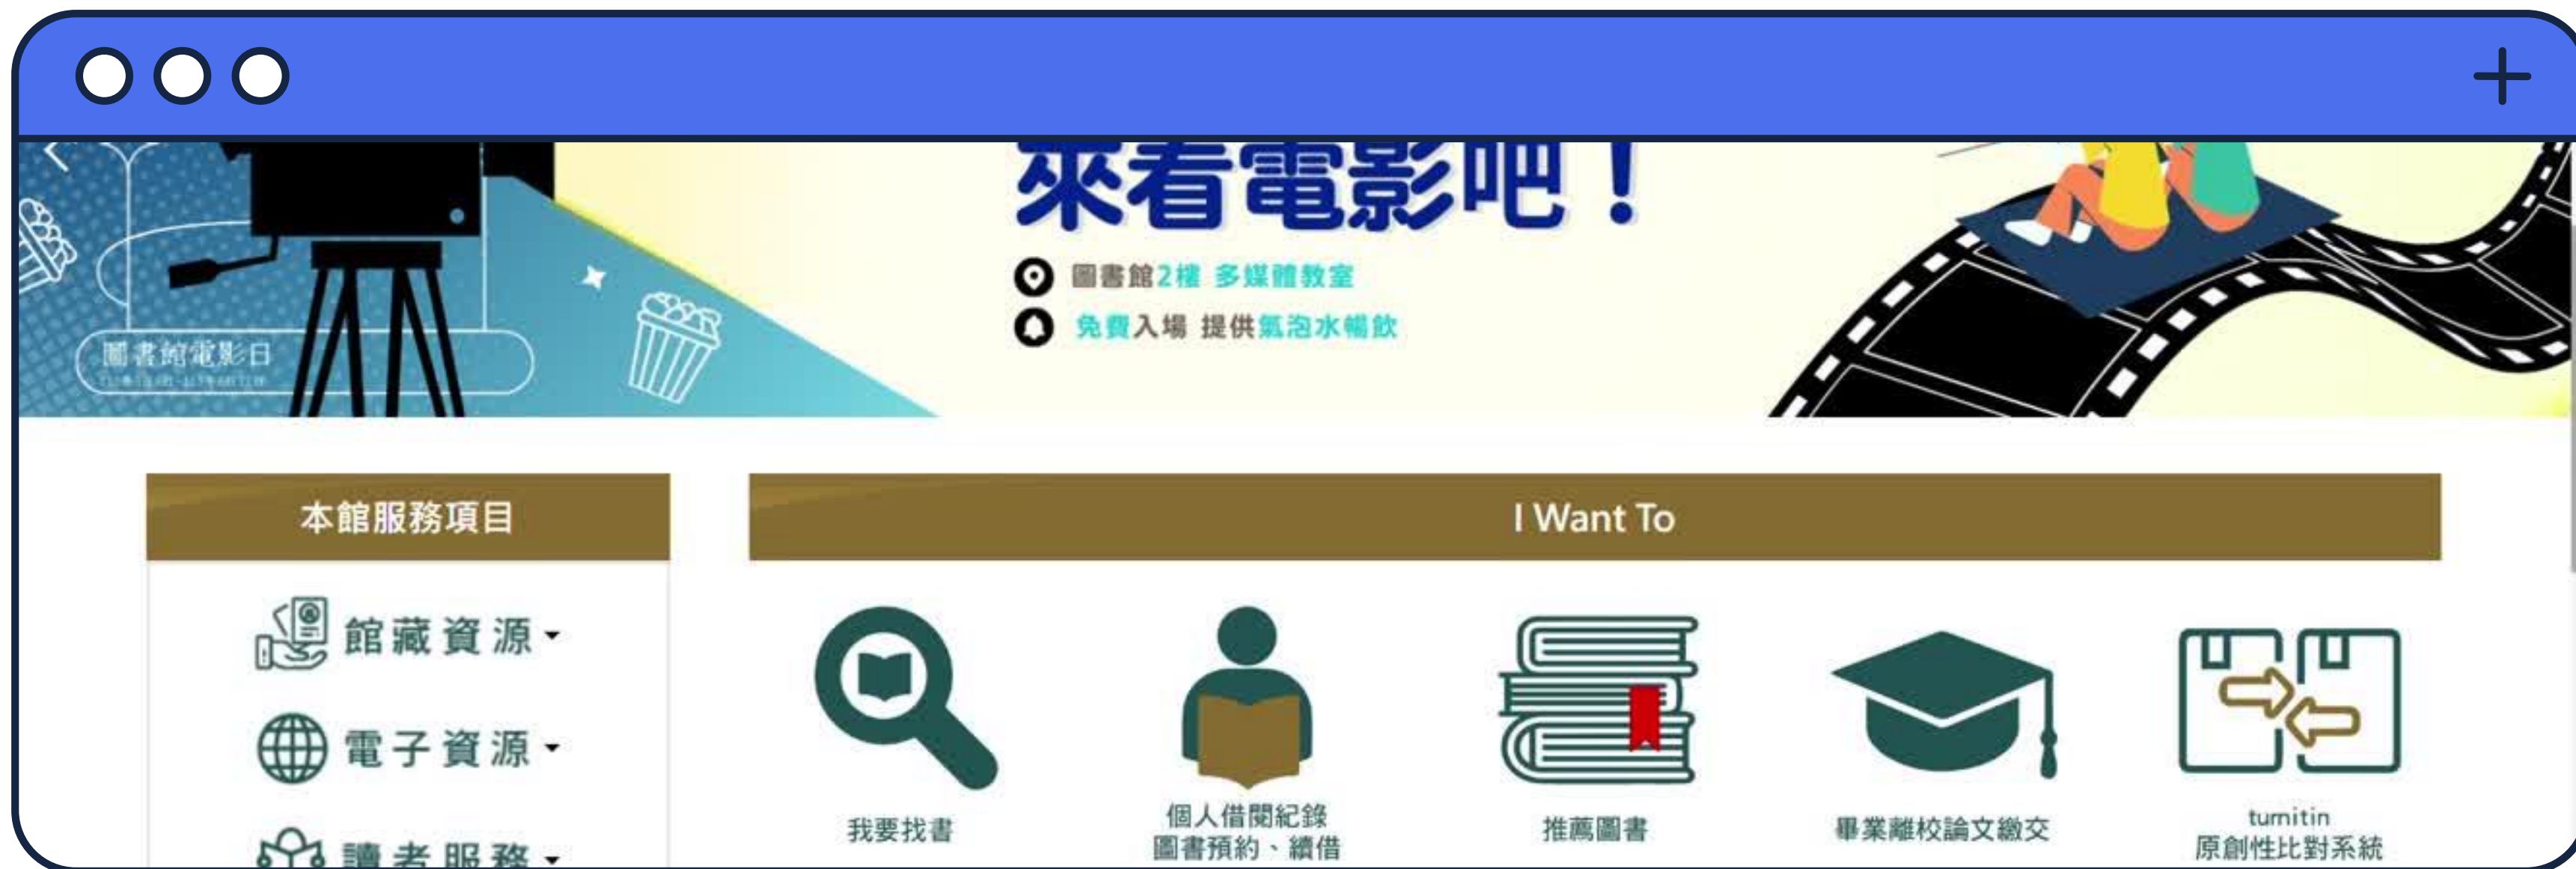 來看電影吧！
圖書館2樓 多媒體教室
免費入場 提供氣泡水暢飲
圖書館電影日
本館服務項目
館藏資源
電子資源
讀者服務
I Want To
我要找書
個人借閱紀錄
圖書預約、續借
推薦圖書
畢業離校論文繳交
turnitin
原創性比對系統